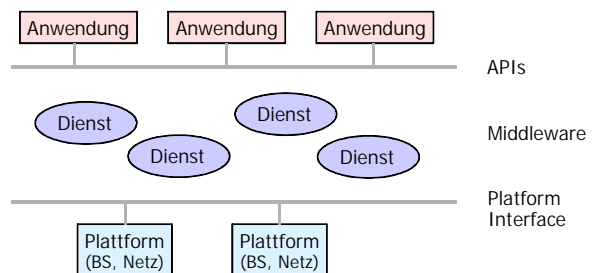 Anwendung Anwendung Anwendung
APIs
Dienst
Dienst
Dienst
Dienst
Middleware
Platform
Interface
Plattform
(BS, Netz)
Plattform
(BS, Netz)